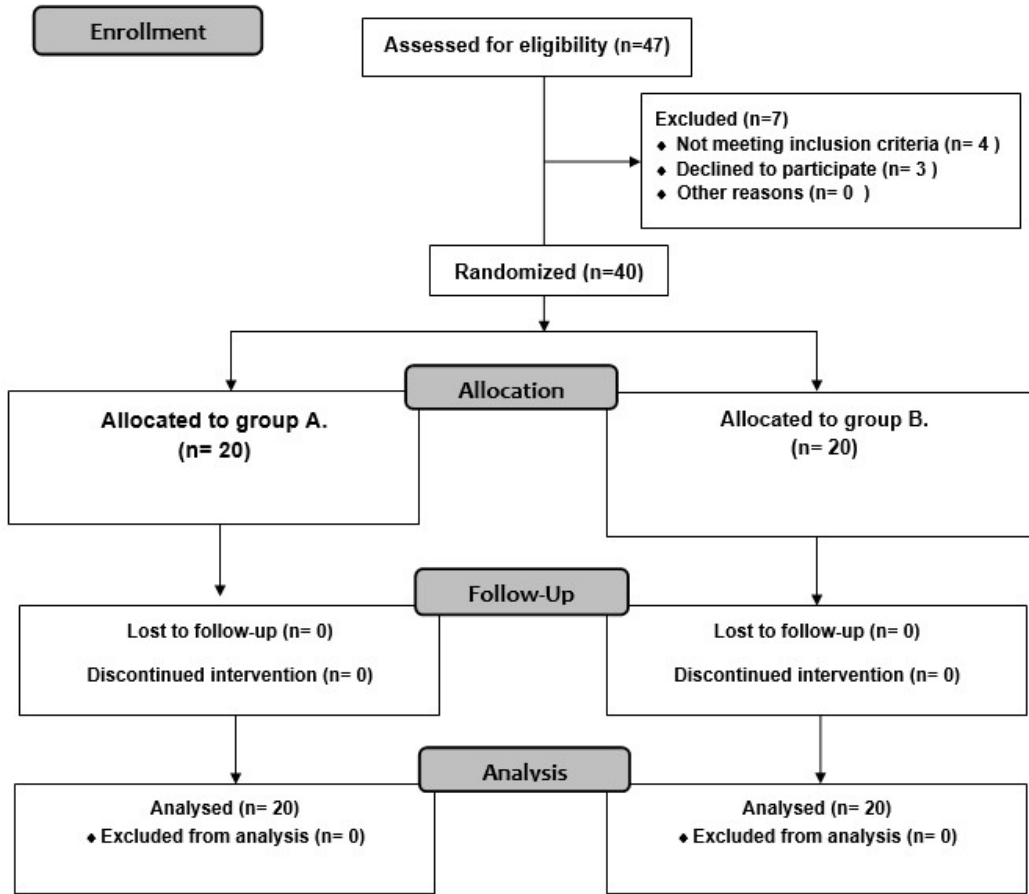 Enrollment
Assessed for eligibility (n=47)
Excluded (n=7)
♦ Not meeting inclusion criteria (n= 4 )
♦ Declined to participate (n= 3 )
♦ Other reasons (n= 0 )
Randomized (n=40)
Allocation
Allocated to group A.
(n= 20)
Allocated to group B.
(n= 20)
Follow-Up
Lost to follow-up (n= 0)
Discontinued intervention (n= 0)
Lost to follow-up (n= 0)
Discontinued intervention (n= 0)
Analysis
Analysed (n= 20)
♦ Excluded from analysis (n= 0)
Analysed (n= 20)
♦ Excluded from analysis (n= 0)